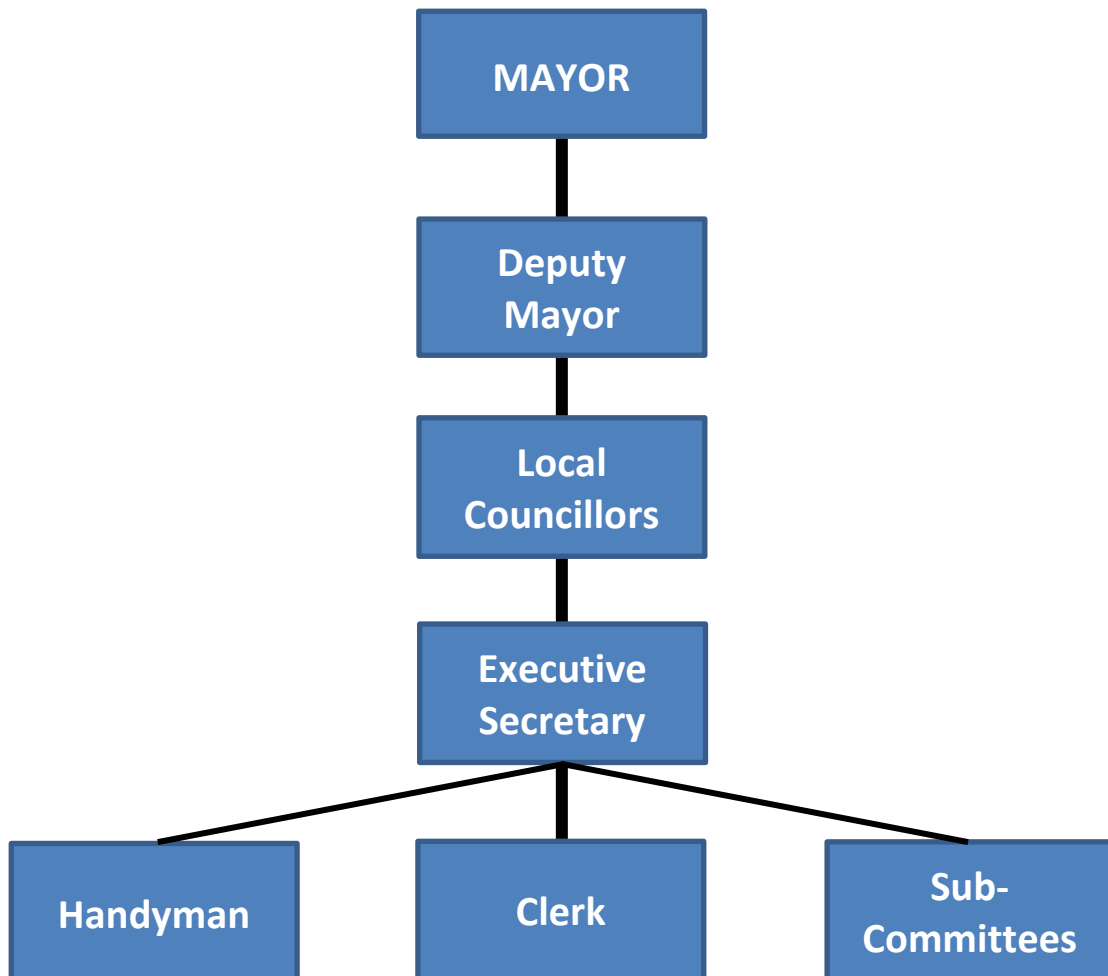 MAYOR
Deputy
Mayor
Local
Councillors
Executive
Secretary
Handyman
Clerk
Sub-
Committees